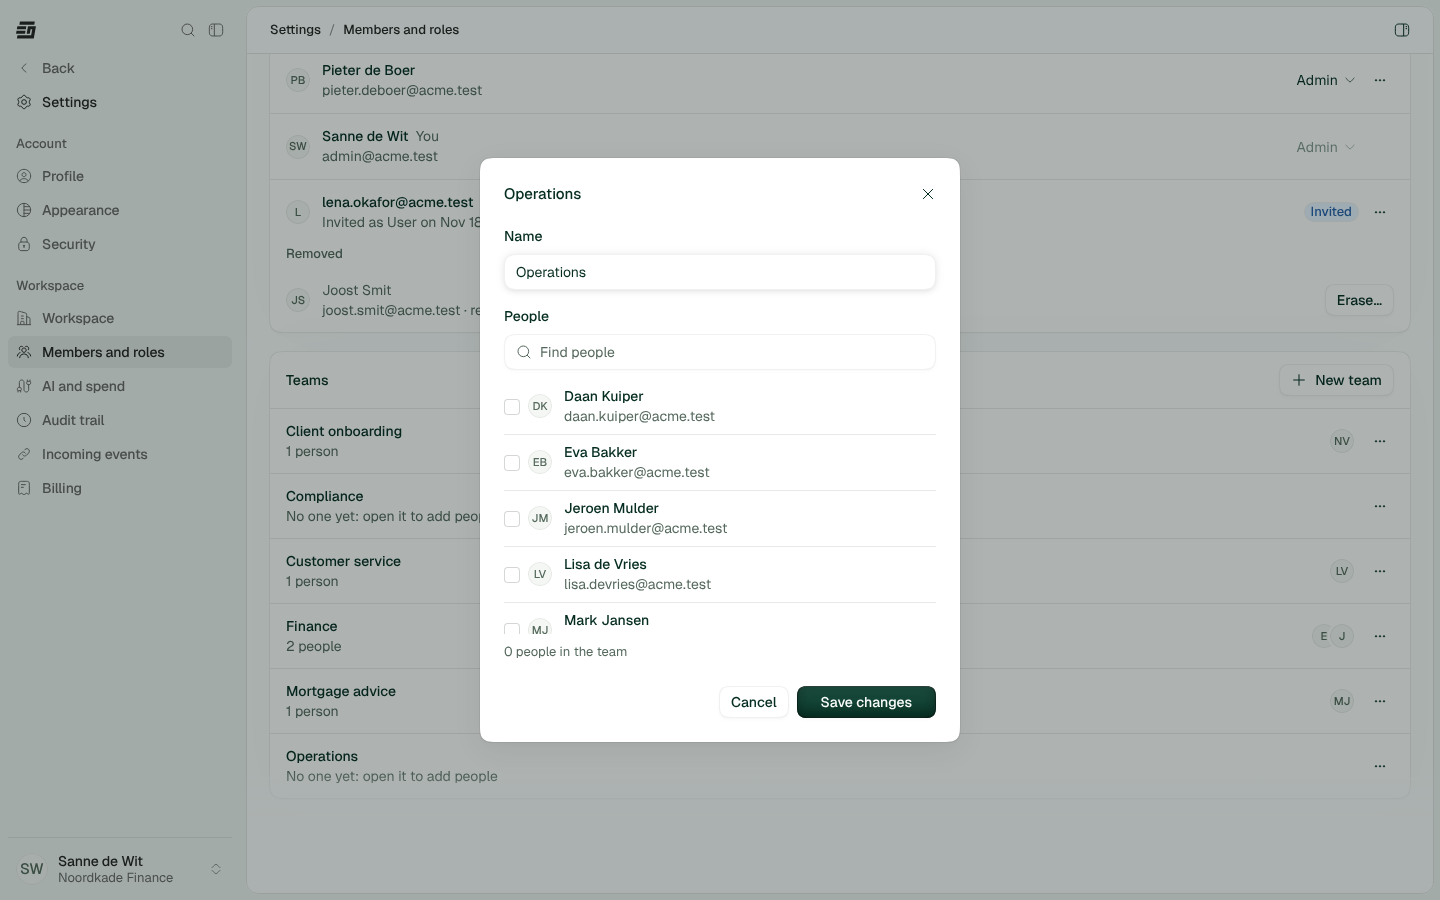 Back
Settings
Account
Profile
Appearance
Security
Workspace
Workspace
Members and roles
AI and spend
Audit trail
Incoming events
Billing
SW
Sanne de Wit
Noordkade Finance
Settings / Members and roles
PB
Pieter de Boer
pieter.deboer@acme.test
Admin
SW
Sanne de Wit You
admin@acme.test
Admin
L
lena.okafor@acme.test
Invited as User on Nov 18
Invited
Removed
JS
Joost Smit
joost.smit@acme.test · re
Erase...
Teams
New team
Client onboarding
1 person
NV
Compliance
No one yet: open it to add peop
Customer service
1 person
LV
Finance
2 people
E J
Mortgage advice
1 person
MJ
Operations
No one yet: open it to add people
Operations
Name
Operations
People
Find people
DK
Daan Kuiper
daan.kuiper@acme.test
EB
Eva Bakker
eva.bakker@acme.test
JM
Jeroen Mulder
jeroen.mulder@acme.test
LV
Lisa de Vries
lisa.devries@acme.test
MJ
Mark Jansen
0 people in the team
Cancel
Save changes